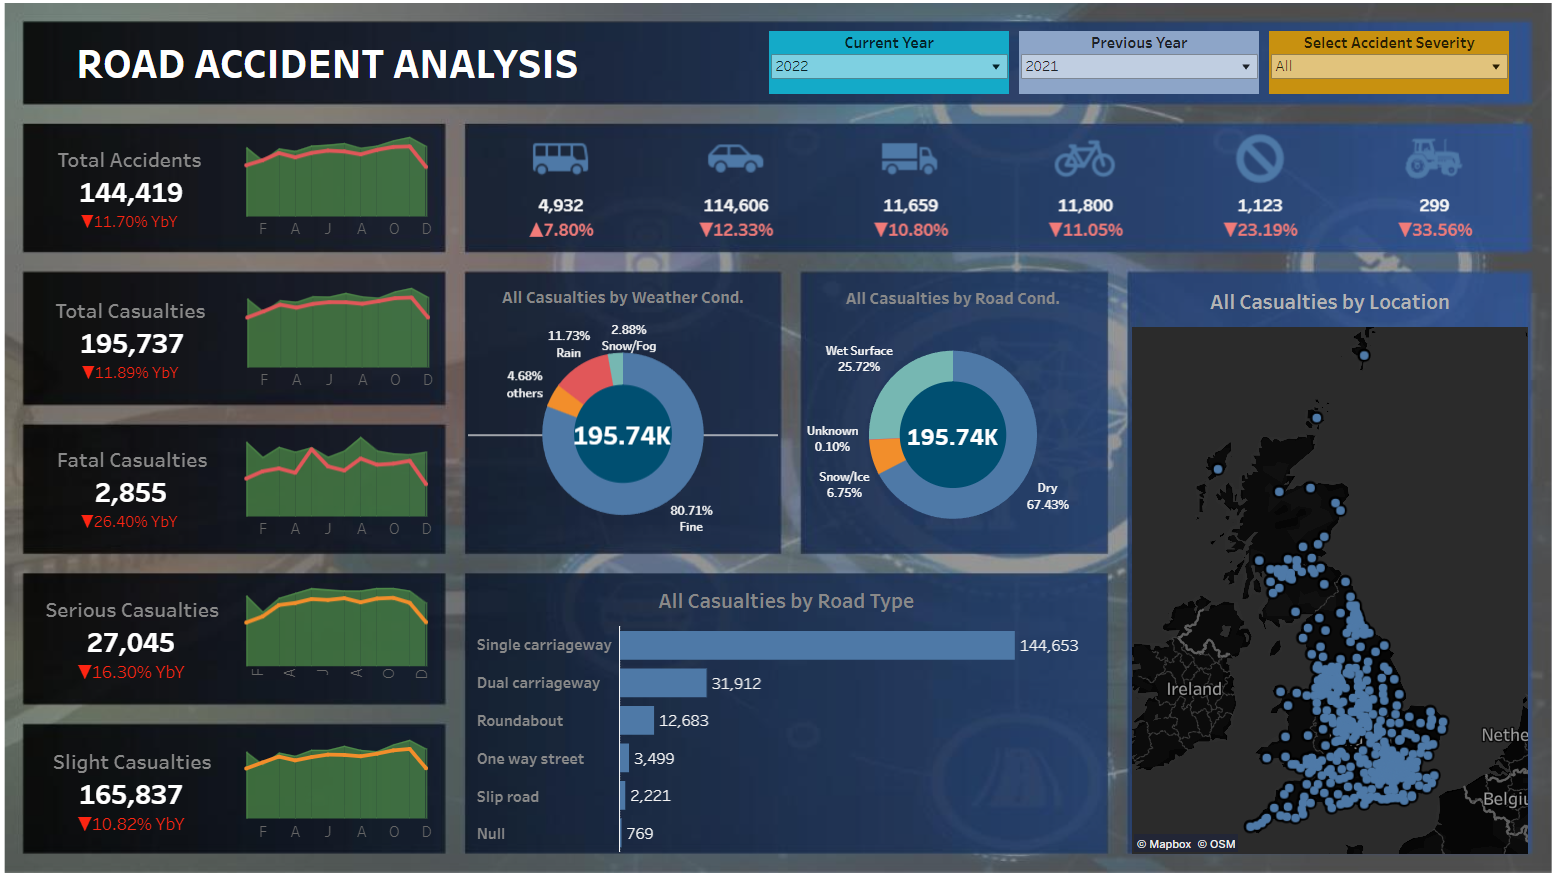 ROAD ACCIDENT ANALYSIS
Current Year
2022
Previous Year
2021
Select Accident Severity
All
Total Accidents
144,419
▼11.70% YbY
F A J A O D
4,932
▲7.80%
114,606
▼12.33%
11,659
▼10.80%
11,800
▼11.05%
1,123
▼23.19%
299
▼33.56%
Total Casualties
195,737
▼11.89% YbY
F A J A O D
Fatal Casualties
2,855
▼26.40% YbY
F A J A O D
Serious Casualties
27,045
▼16.30% YbY
F A J A O D
Slight Casualties
165,837
▼10.82% YbY
F A J A O D
All Casualties by Weather Cond.
2.88%
Snow/Fog
11.73%
Rain
4.68%
others
195.74K
80.71%
Fine
All Casualties by Road Cond.
Wet Surface
25.72%
Unknown
0.10%
Snow/Ice
6.75%
195.74K
Dry
67.43%
All Casualties by Road Type
Single carriageway 144,653
Dual carriageway 31,912
Roundabout 12,683
One way street 3,499
Slip road 2,221
Null 769
All Casualties by Location
Ireland
Nethe
Belgiu
© Mapbox © OSM